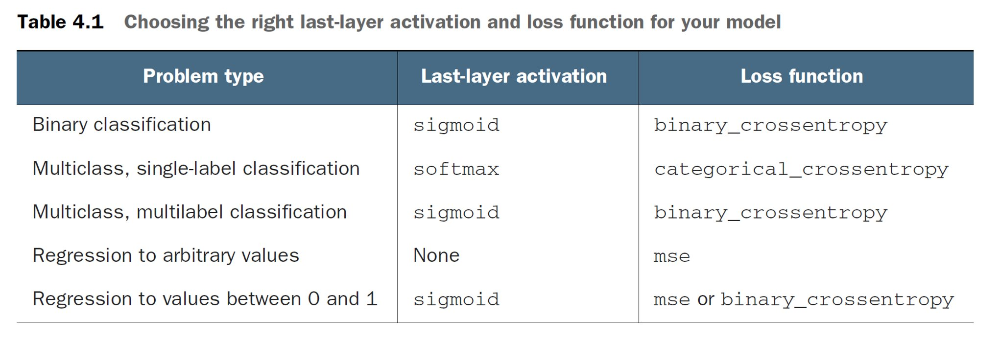 Table 4.1 Choosing the right last-layer activation and loss function for your model
Problem type Last-layer activation Loss function
Binary classification sigmoid binary_crossentropy
Multiclass, single-label classification softmax categorical_crossentropy
Multiclass, multilabel classification sigmoid binary_crossentropy
Regression to arbitrary values None mse
Regression to values between 0 and 1 sigmoid mse or binary_crossentropy